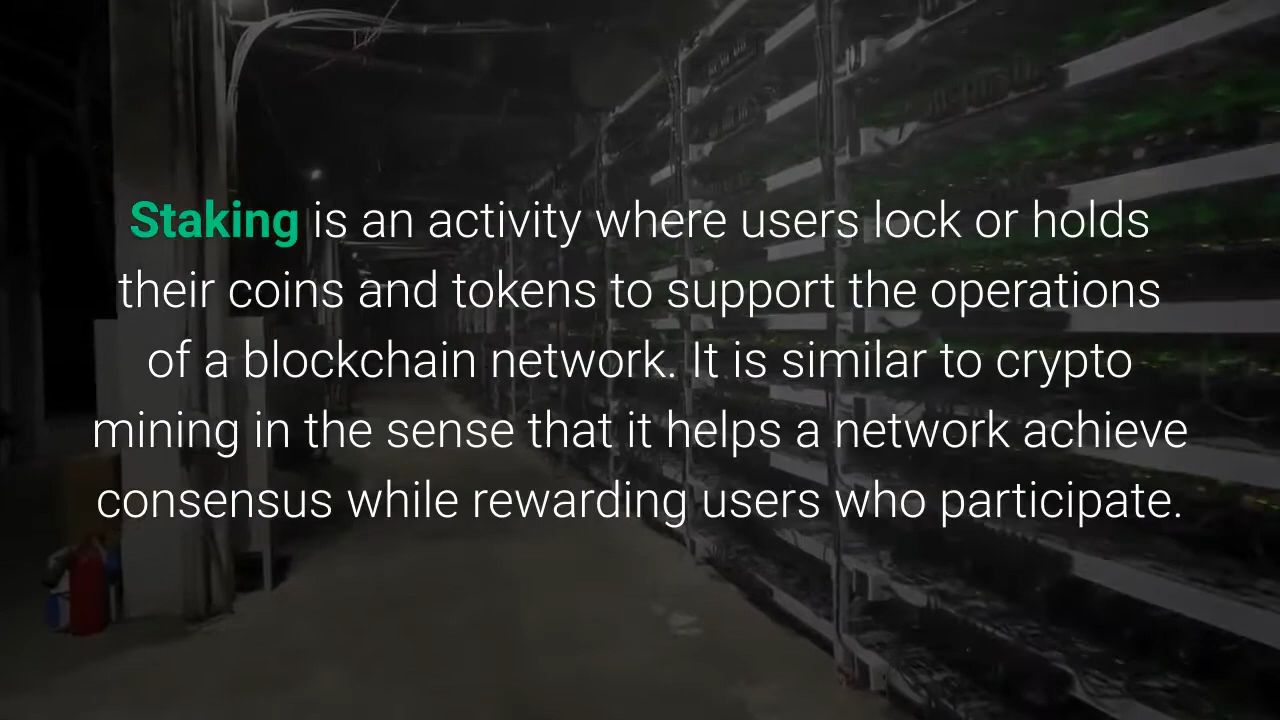 Staking is an activity where users lock or holds
their coins and tokens to support the operations
of a blockchain network. It is similar to crypto
mining in the sense that it helps a network achieve
consensus while rewarding users who participate.